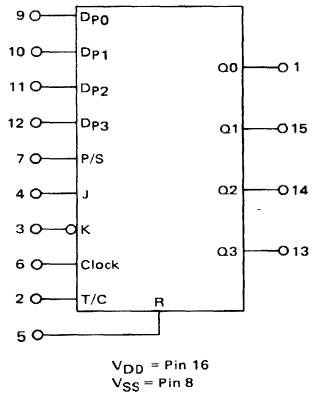 9 DP0
10 DP1 Q0 1
11 DP2
12 DP3 Q1 15
7 P/S
4 J Q2 14
3 K
6 Clock Q3 13
2 T/C
R
5
VDD = Pin 16
VSS = Pin 8